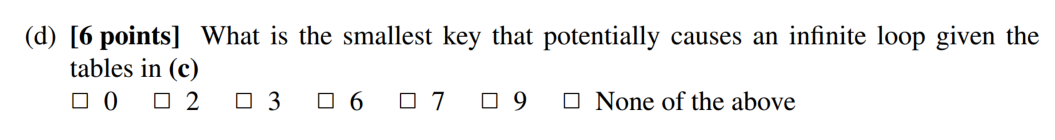 (d) [6 points] What is the smallest key that potentially causes an infinite loop given the
tables in (c)
□ 0 □ 2 □ 3 □ 6 □ 7 □ 9 □ None of the above